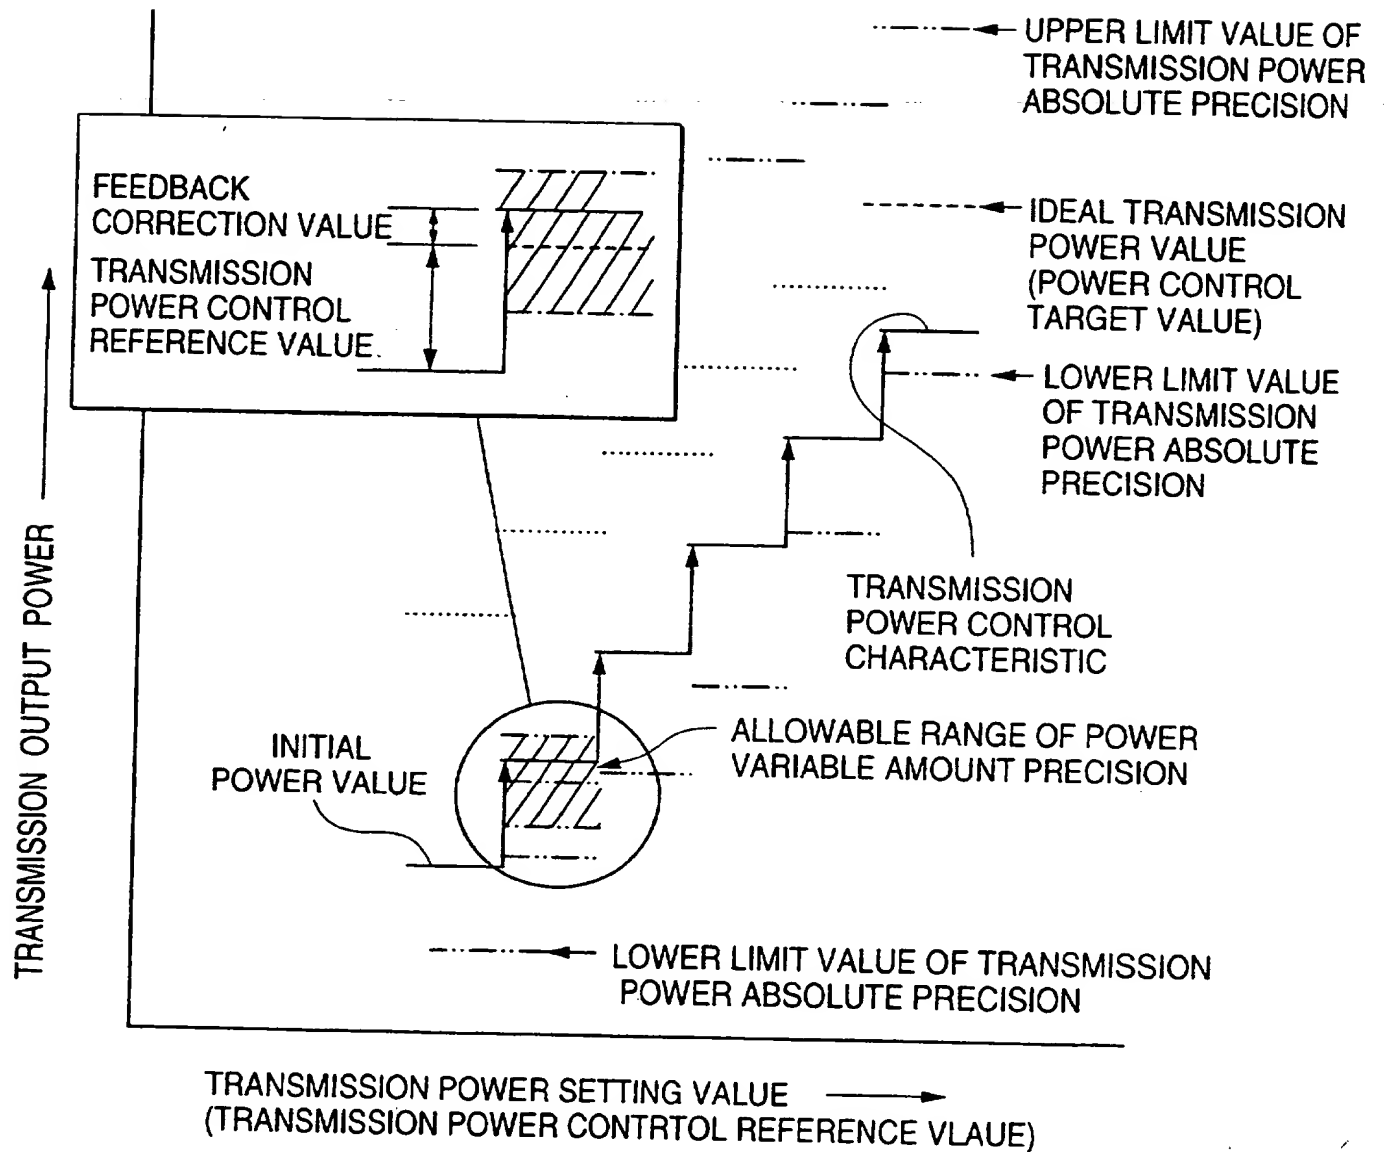 UPPER LIMIT VALUE OF
TRANSMISSION POWER
ABSOLUTE PRECISION
FEEDBACK
CORRECTION VALUE
TRANSMISSION
POWER CONTROL
REFERENCE VALUE
IDEAL TRANSMISSION
POWER VALUE
(POWER CONTROL
TARGET VALUE)
LOWER LIMIT VALUE
OF TRANSMISSION
POWER ABSOLUTE
PRECISION
TRANSMISSION OUTPUT POWER
TRANSMISSION
POWER CONTROL
CHARACTERISTIC
INITIAL
POWER VALUE
ALLOWABLE RANGE OF POWER
VARIABLE AMOUNT PRECISION
LOWER LIMIT VALUE OF TRANSMISSION
POWER ABSOLUTE PRECISION
TRANSMISSION POWER SETTING VALUE
(TRANSMISSION POWER CONTRTOL REFERENCE VLAUE)